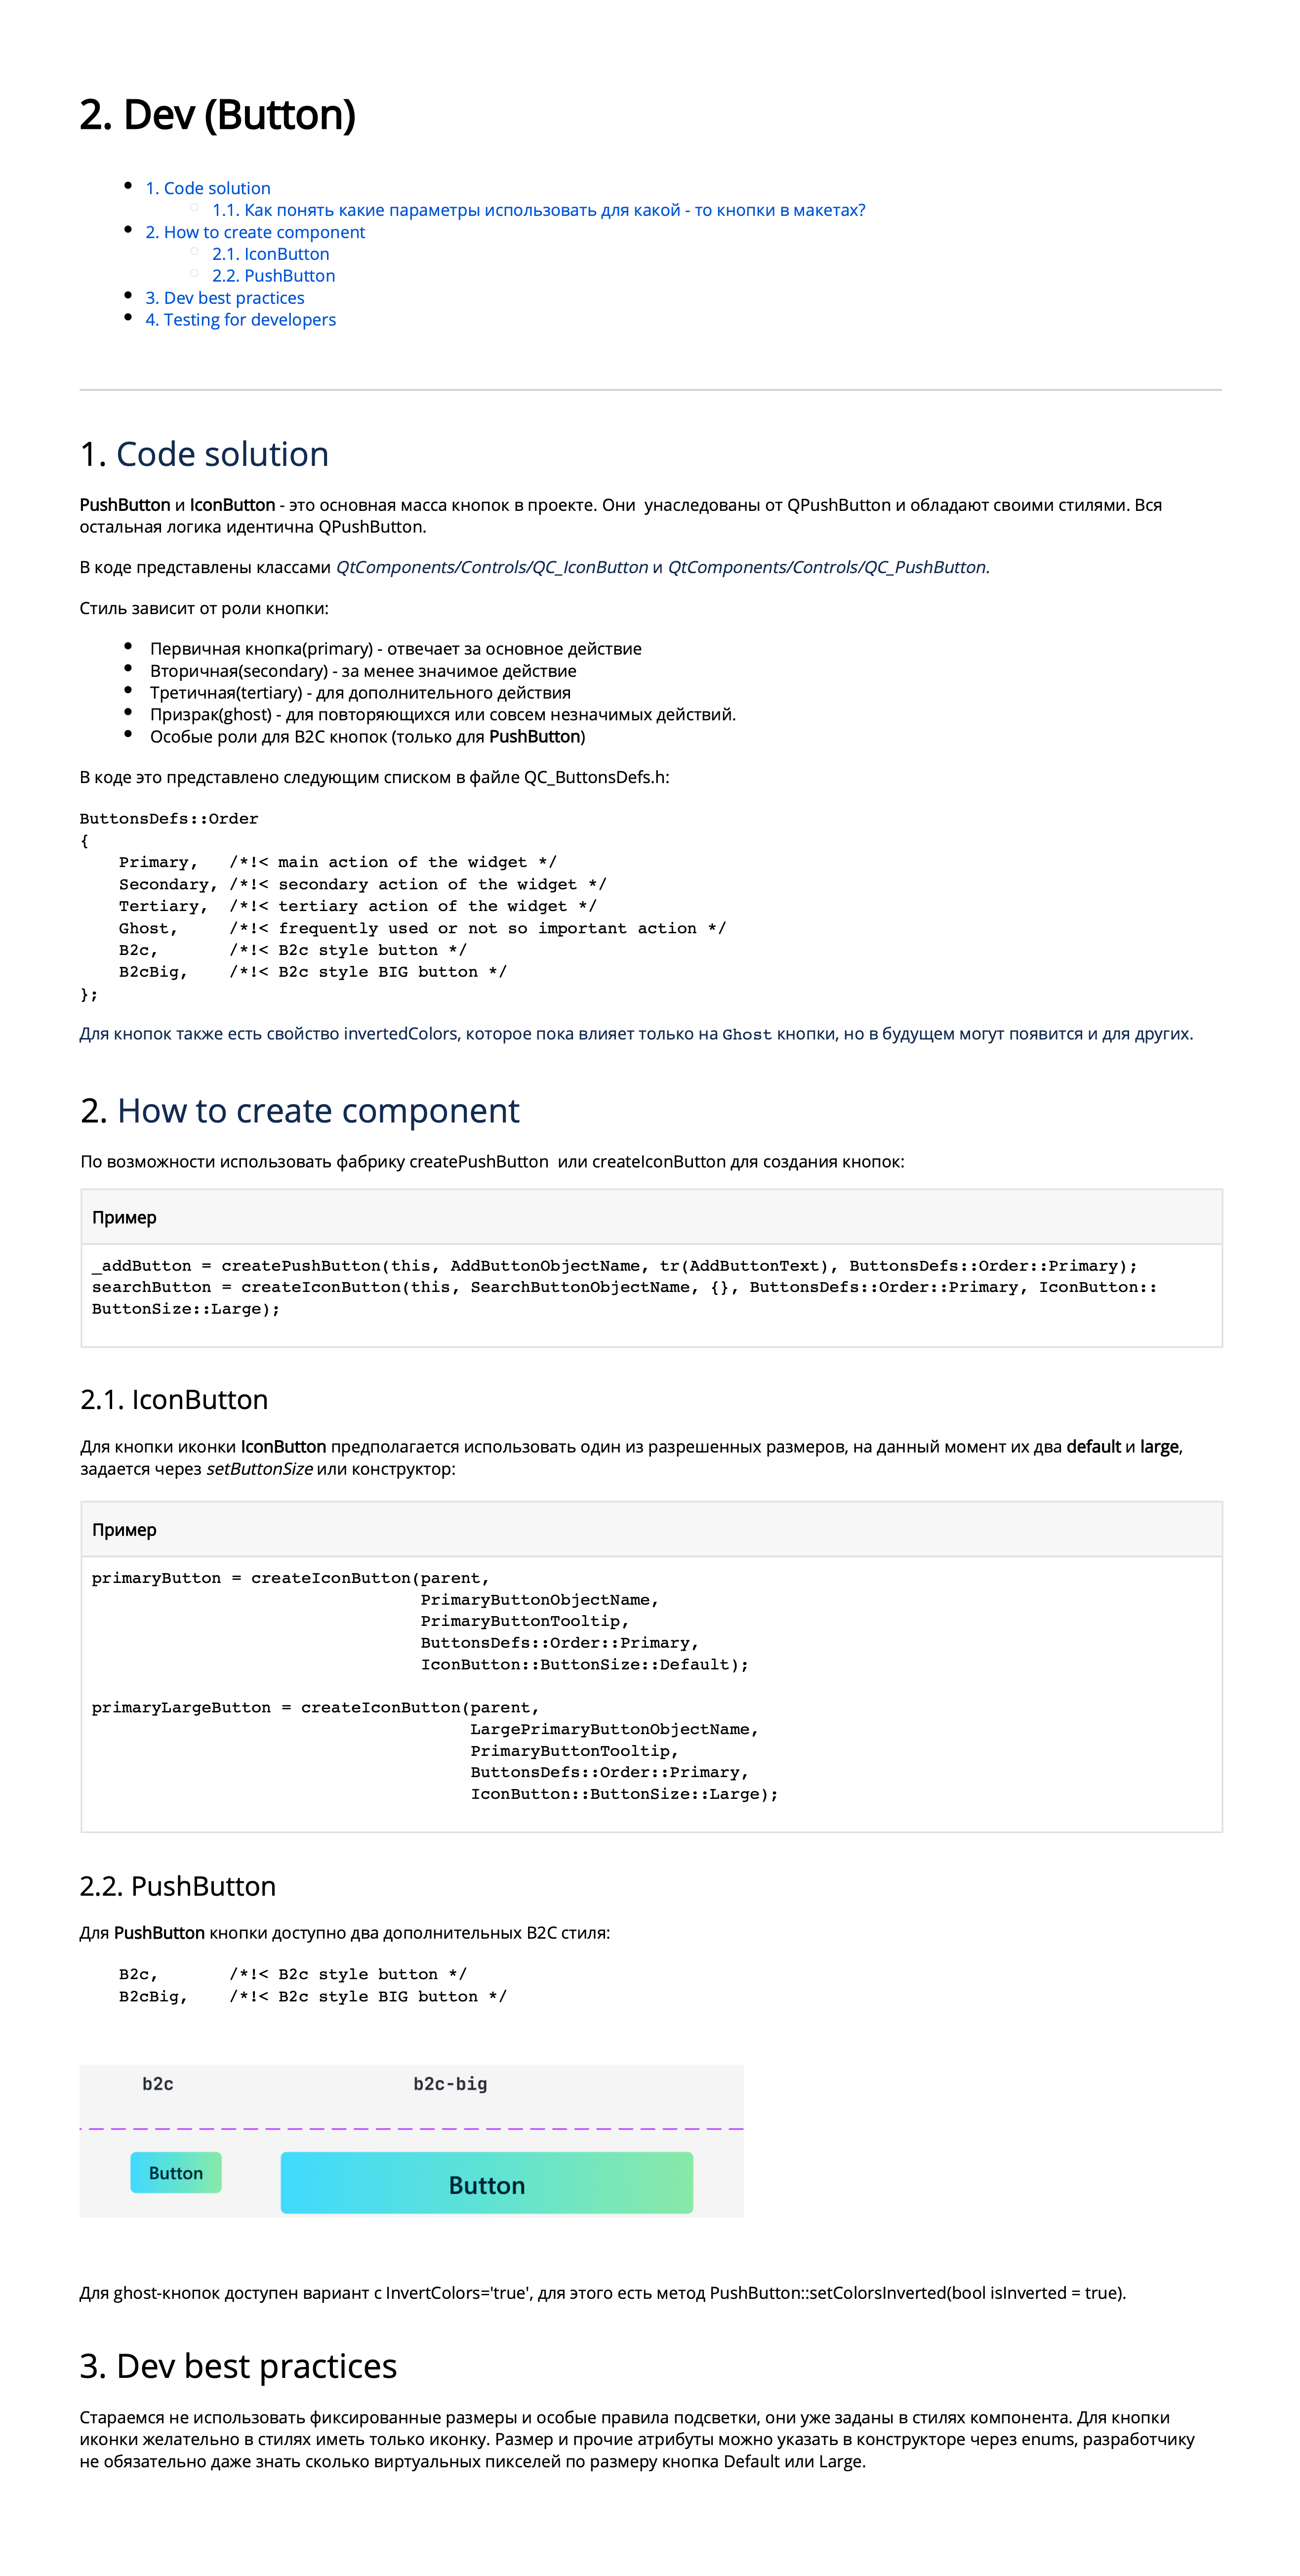 2. Dev (Button)
1. Code solution
1.1. Как понять какие параметры использовать для какой - то кнопки в макетах?
2. How to create component
2.1. IconButton
2.2. PushButton
3. Dev best practices
4. Testing for developers
1. Code solution
PushButton и IconButton - это основная масса кнопок в проекте. Они  унаследованы от QPushButton и обладают своими стилями. Вся
остальная логика идентична QPushButton.
В коде представлены классами QtComponents/Controls/QC_IconButton и QtComponents/Controls/QC_PushButton.
Стиль зависит от роли кнопки:
Первичная кнопка(primary) - отвечает за основное действие
Вторичная(secondary) - за менее значимое действие
Третичная(tertiary) - для дополнительного действия
Призрак(ghost) - для повторяющихся или совсем незначимых действий.
Особые роли для B2C кнопок (только для PushButton)
В коде это представлено следующим списком в файле QC_ButtonsDefs.h:
ButtonsDefs::Order
{
    Primary,   /*!< main action of the widget */
    Secondary, /*!< secondary action of the widget */
    Tertiary,  /*!< tertiary action of the widget */
    Ghost,     /*!< frequently used or not so important action */
    B2c,       /*!< B2c style button */
    B2cBig,    /*!< B2c style BIG button */
};
Для кнопок также есть свойство invertedColors, которое пока влияет только на Ghost кнопки, но в будущем могут появится и для других.
2. How to create component
По возможности использовать фабрику createPushButton  или createIconButton для создания кнопок:
Пример
_addButton = createPushButton(this, AddButtonObjectName, tr(AddButtonText), ButtonsDefs::Order::Primary);
searchButton = createIconButton(this, SearchButtonObjectName, {}, ButtonsDefs::Order::Primary, IconButton::
ButtonSize::Large);
2.1. IconButton
Для кнопки иконки IconButton предполагается использовать один из разрешенных размеров, на данный момент их два default и large,
задается через setButtonSize или конструктор:
Пример
primaryButton = createIconButton(parent,
                                 PrimaryButtonObjectName,
                                 PrimaryButtonTooltip,
                                 ButtonsDefs::Order::Primary,
                                 IconButton::ButtonSize::Default);
primaryLargeButton = createIconButton(parent,
                                      LargePrimaryButtonObjectName,
                                      PrimaryButtonTooltip,
                                      ButtonsDefs::Order::Primary,
                                      IconButton::ButtonSize::Large);
2.2. PushButton
Для PushButton кнопки доступно два дополнительных B2C стиля:
    B2c,       /*!< B2c style button */
    B2cBig,    /*!< B2c style BIG button */
b2c b2c-big
Button Button
Для ghost-кнопок доступен вариант с InvertColors='true', для этого есть метод PushButton::setColorsInverted(bool isInverted = true).
3. Dev best practices
Стараемся не использовать фиксированные размеры и особые правила подсветки, они уже заданы в стилях компонента. Для кнопки
иконки желательно в стилях иметь только иконку. Размер и прочие атрибуты можно указать в конструкторе через enums, разработчику
не обязательно даже знать сколько виртуальных пикселей по размеру кнопка Default или Large.